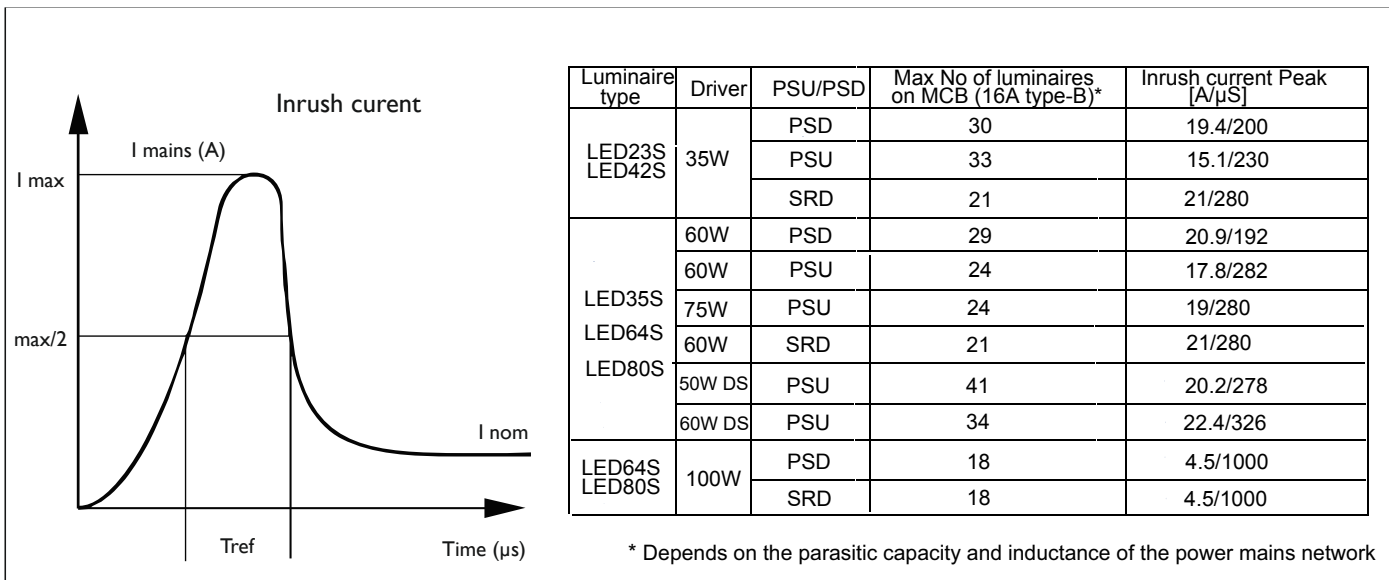 Inrush curent
I mains (A)
I max
max/2
I nom
Tref
Time (µs)
Luminaire type Driver PSU/PSD Max No of luminaires on MCB (16A type-B)* Inrush current Peak [A/µS]
LED23S LED42S 35W PSD 30 19.4/200
PSU 33 15.1/230
SRD 21 21/280
LED35S LED64S LED80S 60W PSD 29 20.9/192
60W PSU 24 17.8/282
75W PSU 24 19/280
60W SRD 21 21/280
50W DS PSU 41 20.2/278
60W DS PSU 34 22.4/326
LED64S LED80S 100W PSD 18 4.5/1000
SRD 18 4.5/1000
* Depends on the parasitic capacity and inductance of the power mains network